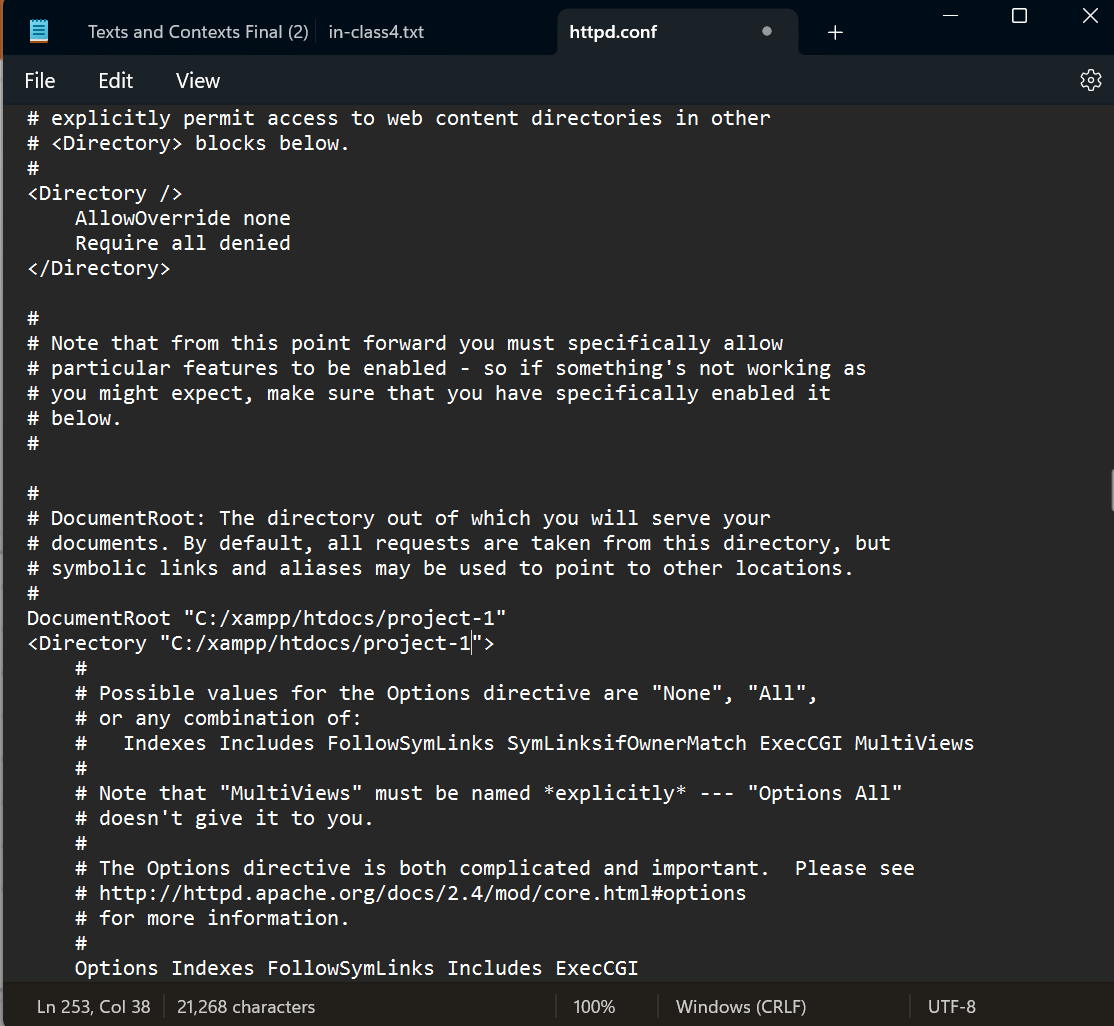 Texts and Contexts Final (2) in-class4.txt httpd.conf
File Edit View
# explicitly permit access to web content directories in other
# <Directory> blocks below.
#
<Directory />
    AllowOverride none
    Require all denied
</Directory>

#
# Note that from this point forward you must specifically allow
# particular features to be enabled - so if something's not working as
# you might expect, make sure that you have specifically enabled it
# below.
#

#
# DocumentRoot: The directory out of which you will serve your
# documents. By default, all requests are taken from this directory, but
# symbolic links and aliases may be used to point to other locations.
#
DocumentRoot "C:/xampp/htdocs/project-1"
<Directory "C:/xampp/htdocs/project-1">
    #
    # Possible values for the Options directive are "None", "All",
    # or any combination of:
    #   Indexes Includes FollowSymLinks SymLinksifOwnerMatch ExecCGI MultiViews
    #
    # Note that "MultiViews" must be named *explicitly* --- "Options All"
    # doesn't give it to you.
    #
    # The Options directive is both complicated and important.  Please see
    # http://httpd.apache.org/docs/2.4/mod/core.html#options
    # for more information.
    #
    Options Indexes FollowSymLinks Includes ExecCGI
Ln 253, Col 38 21,268 characters 100% Windows (CRLF) UTF-8